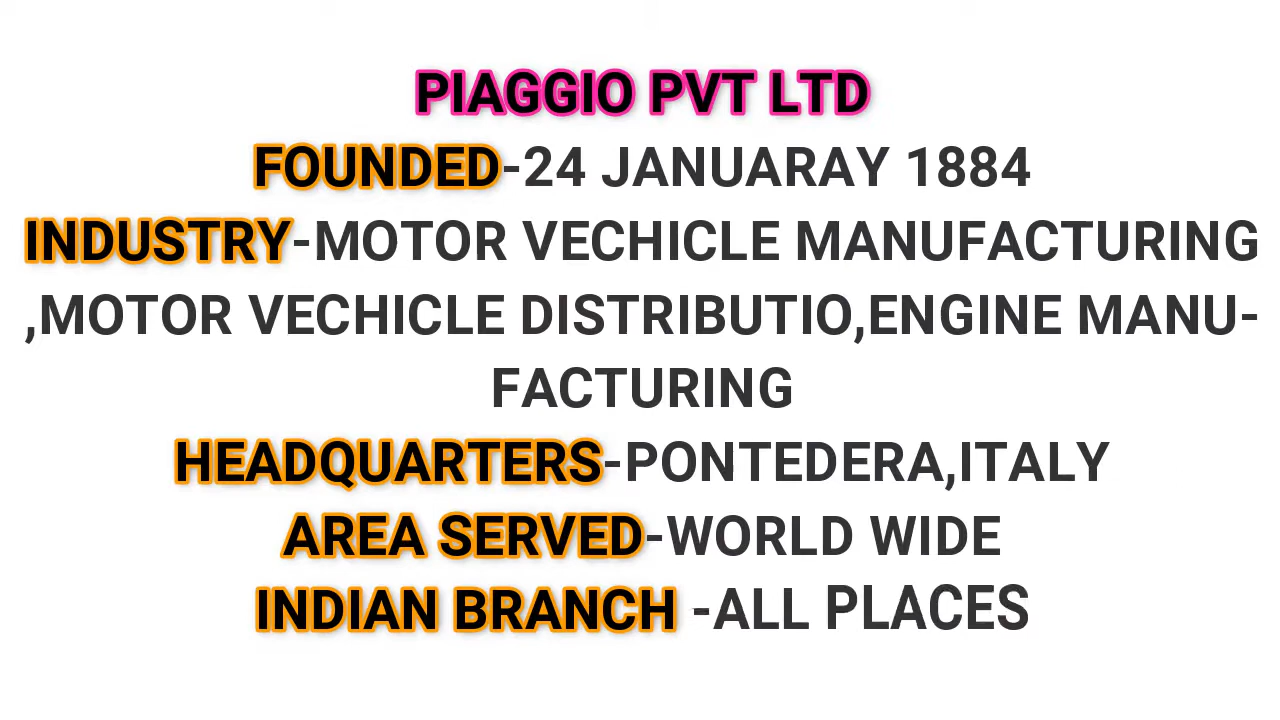 PIAGGIO PVT LTD
FOUNDED-24 JANUARAY 1884
INDUSTRY-MOTOR VECHICLE MANUFACTURING
,MOTOR VECHICLE DISTRIBUTIO,ENGINE MANU-
FACTURING
HEADQUARTERS-PONTEDERA,ITALY
AREA SERVED-WORLD WIDE
INDIAN BRANCH -ALL PLACES